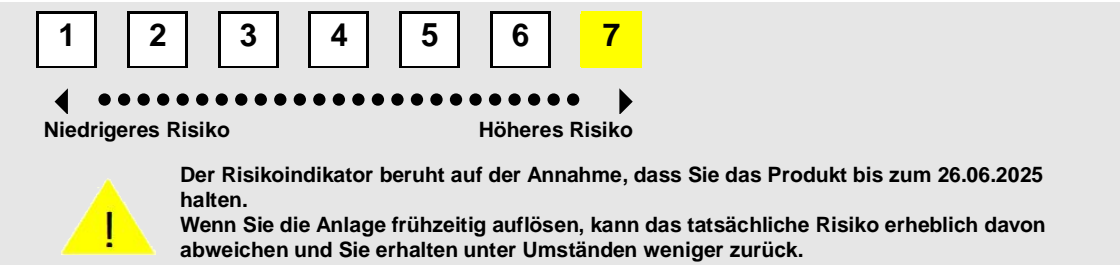 1 2 3 4 5 6 7
Niedrigeres Risiko Höheres Risiko
Der Risikoindikator beruht auf der Annahme, dass Sie das Produkt bis zum 26.06.2025
halten.
Wenn Sie die Anlage frühzeitig auflösen, kann das tatsächliche Risiko erheblich davon
abweichen und Sie erhalten unter Umständen weniger zurück.
!